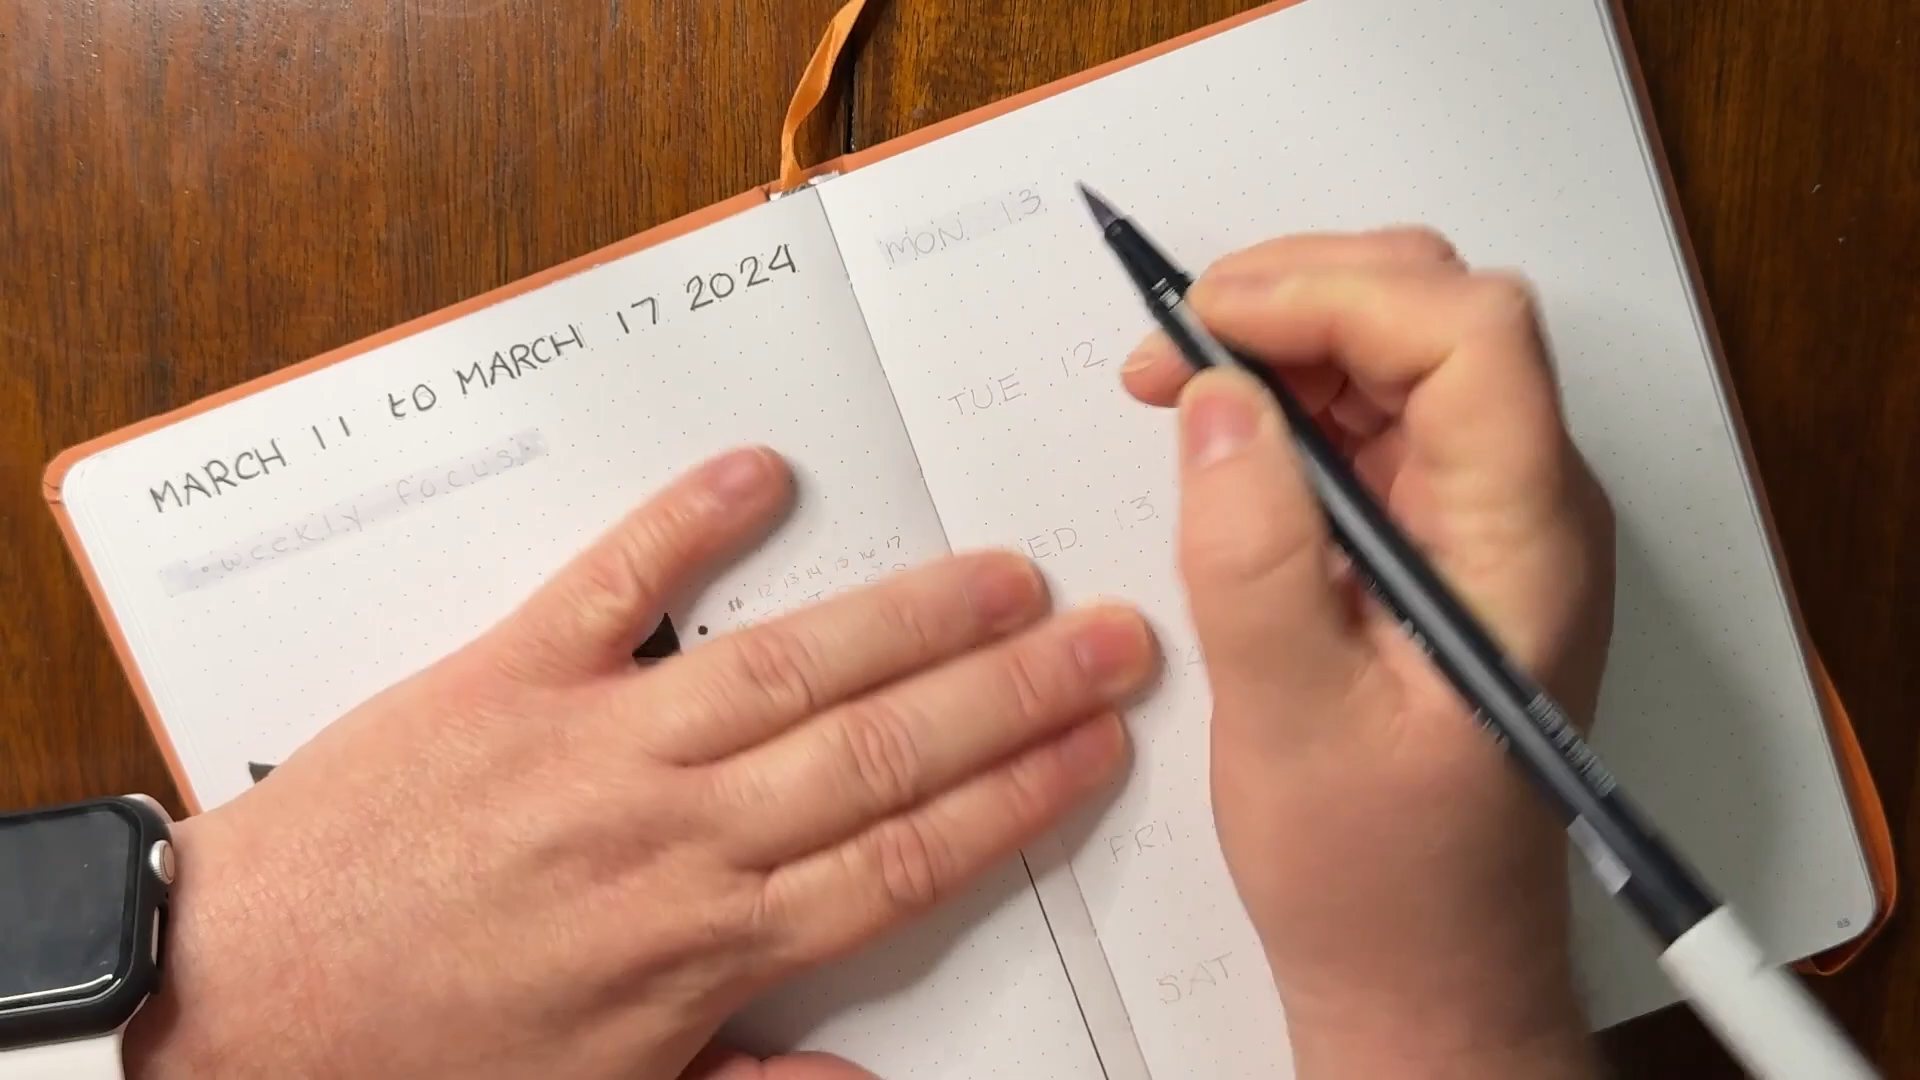 MARCH 11 to MARCH 17 2024
• weekly focus •
11 12 13 14 15 16 17
MON 13
TUE 12
WED 13
14
FRI
SAT